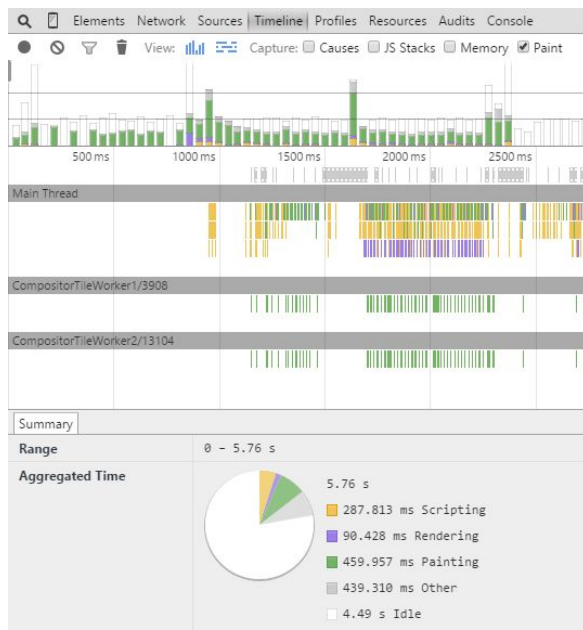 Elements Network Sources Timeline Profiles Resources Audits Console
View: Capture: Causes JS Stacks Memory Paint
500 ms 1000 ms 1500 ms 2000 ms 2500 ms
Main Thread
CompositorTileWorker1/3908
CompositorTileWorker2/13104
Summary
Range 0 – 5.76 s
Aggregated Time
5.76 s
287.813 ms Scripting
90.428 ms Rendering
459.957 ms Painting
439.310 ms Other
4.49 s Idle